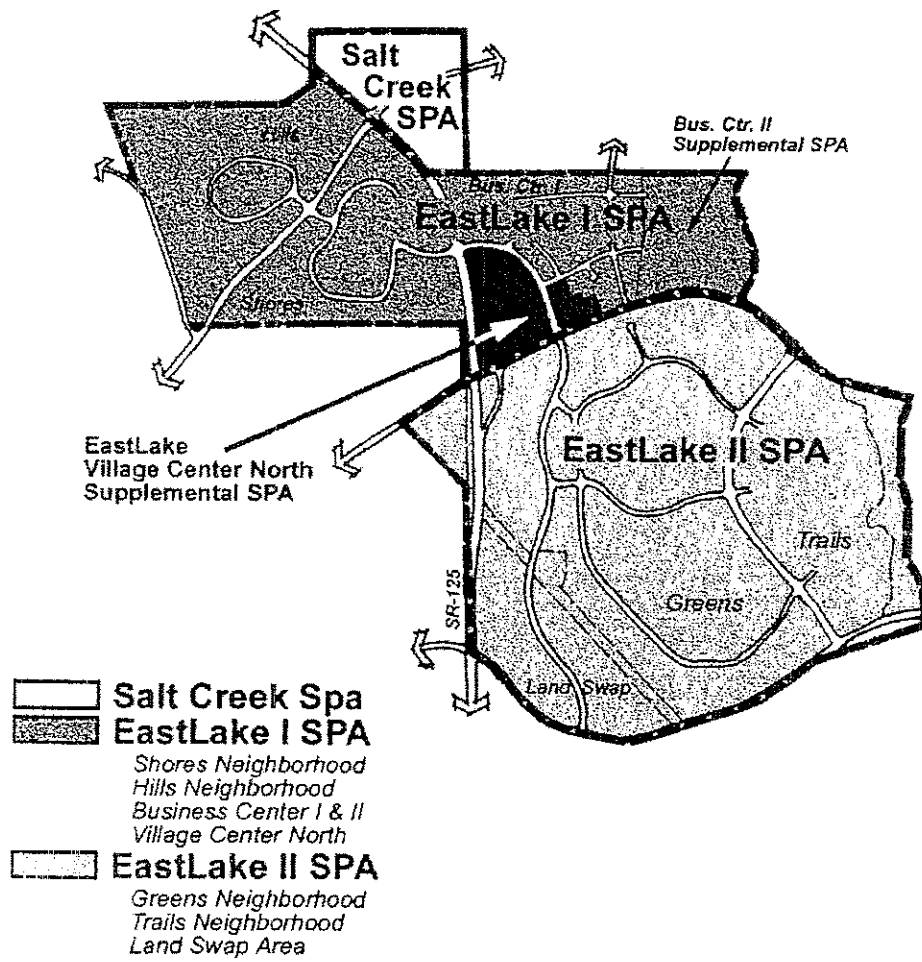 Salt
Creek
SPA
Bus. Ctr. II
Supplemental SPA
Hills
Bus. Ctr. I
EastLake I SPA
Shores
EastLake
Village Center North
Supplemental SPA
EastLake II SPA
Trails
Greens
SR-125
Land Swap
Salt Creek Spa
EastLake I SPA
Shores Neighborhood
Hills Neighborhood
Business Center I & II
Village Center North
EastLake II SPA
Greens Neighborhood
Trails Neighborhood
Land Swap Area